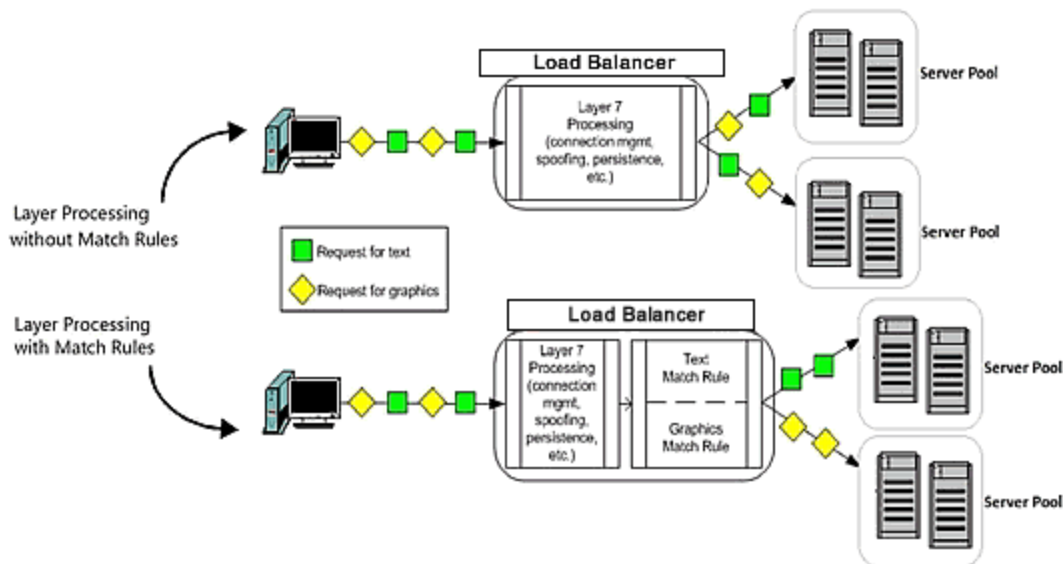 Load Balancer
Layer 7
Processing
(connection mgmt,
spoofing, persistence,
etc.)
Server Pool
Server Pool
Layer Processing
without Match Rules
Request for text
Request for graphics
Layer Processing
with Match Rules
Load Balancer
Layer 7
Processing
(connection
mgmt,
spoofing,
persistence,
etc.)
Text
Match Rule
Graphics
Match Rule
Server Pool
Server Pool